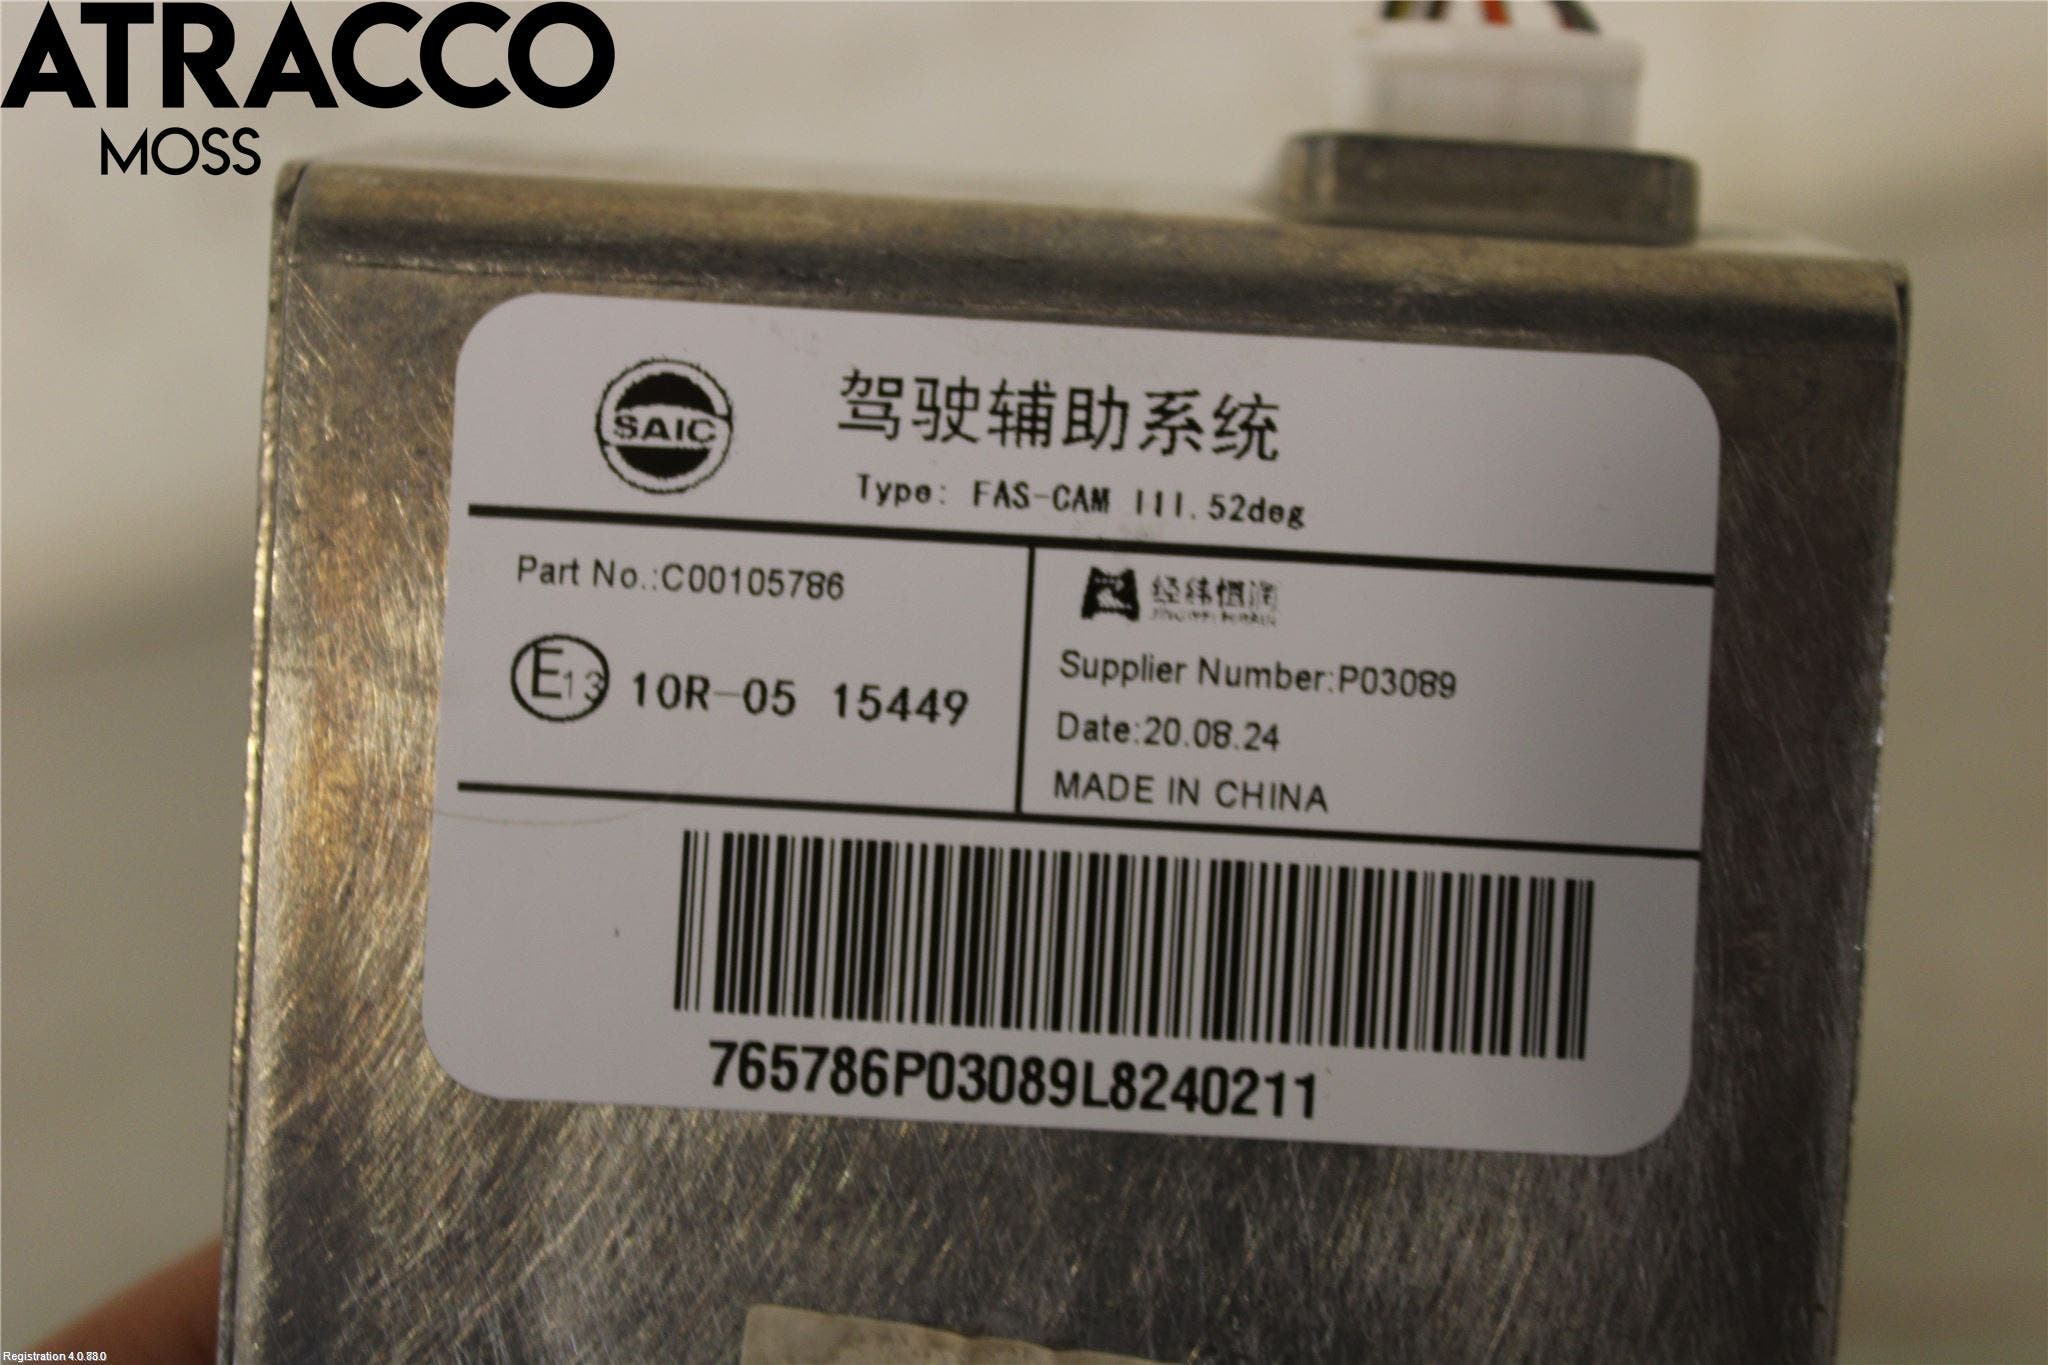 ATRACCO
MOSS
SAIC
驾驶辅助系统
Type: FAS-CAM III.52deg
Part No.:C00105786
E13 10R-05 15449
经纬恒润
Supplier Number:P03089
Date:20.08.24
MADE IN CHINA
765786P03089L8240211
Registration 4.0.